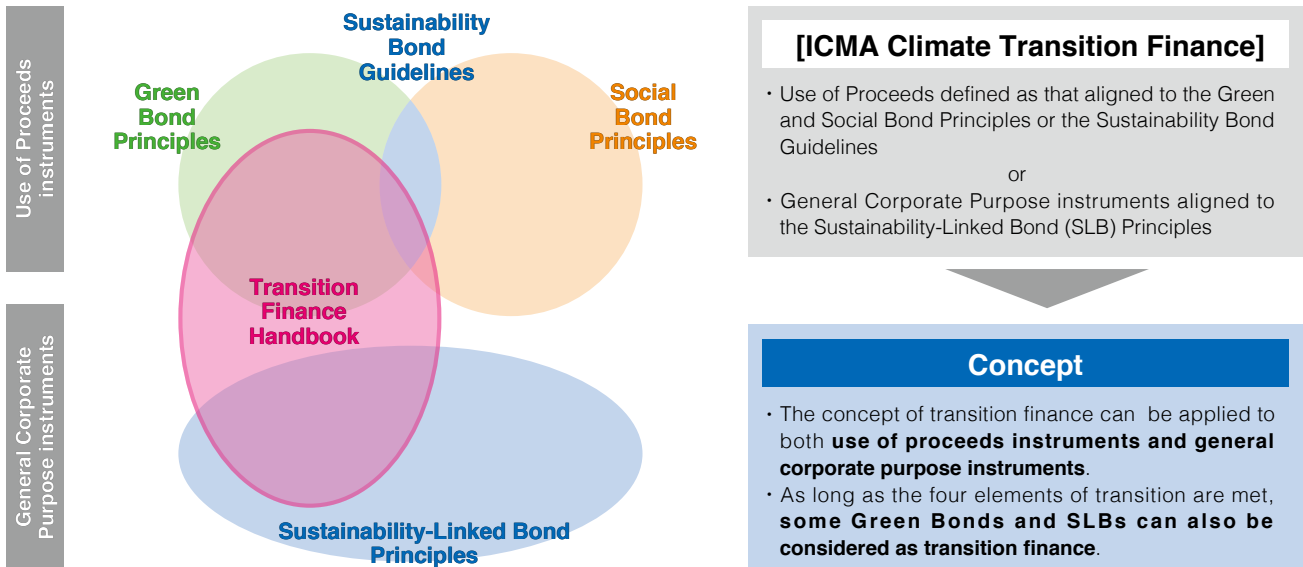 Use of Proceeds
instruments
General Corporate
Purpose instruments
Sustainability
Bond
Guidelines
Green
Bond
Principles
Social
Bond
Principles
Transition
Finance
Handbook
Sustainability-Linked Bond
Principles
[ICMA Climate Transition Finance]
・Use of Proceeds defined as that aligned to the Green
and Social Bond Principles or the Sustainability Bond
Guidelines
or
・General Corporate Purpose instruments aligned to
the Sustainability-Linked Bond (SLB) Principles
Concept
・The concept of transition finance can be applied to
both use of proceeds instruments and general
corporate purpose instruments.
・As long as the four elements of transition are met,
some Green Bonds and SLBs can also be
considered as transition finance.